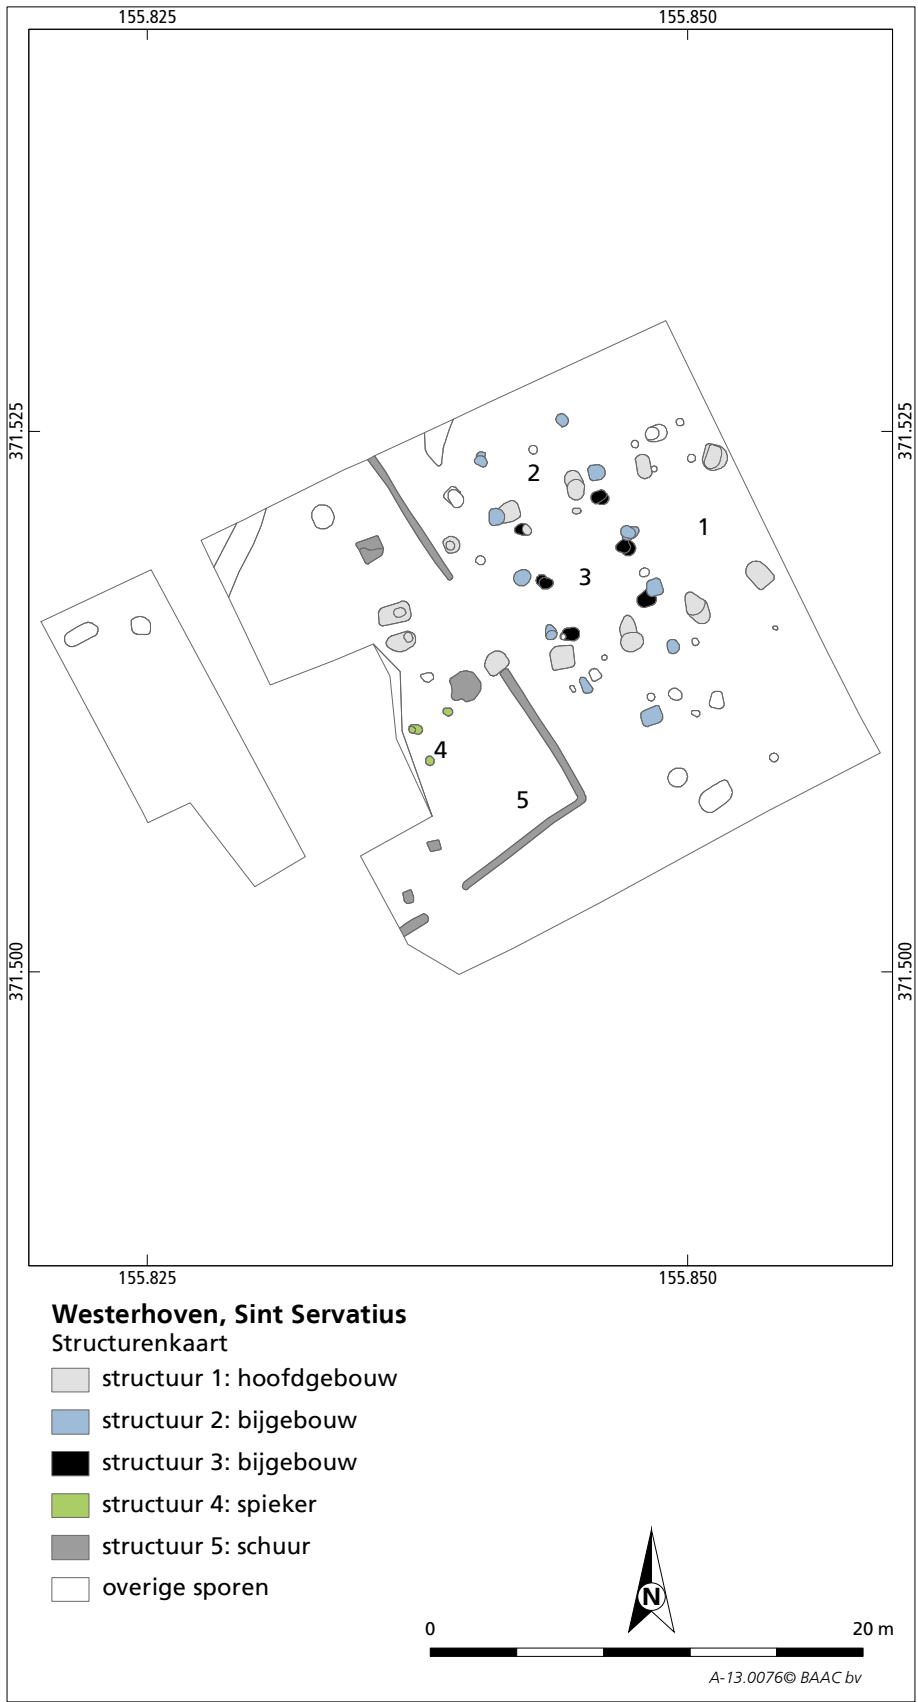 155.825 155.850
371.525 371.525
2
1
3
4
5
371.500 371.500
155.825 155.850
Westerhoven, Sint Servatius
Structurenkaart
structuur 1: hoofdgebouw
structuur 2: bijgebouw
structuur 3: bijgebouw
structuur 4: spieker
structuur 5: schuur
overige sporen
N
0 20 m
A-13.0076© BAAC bv